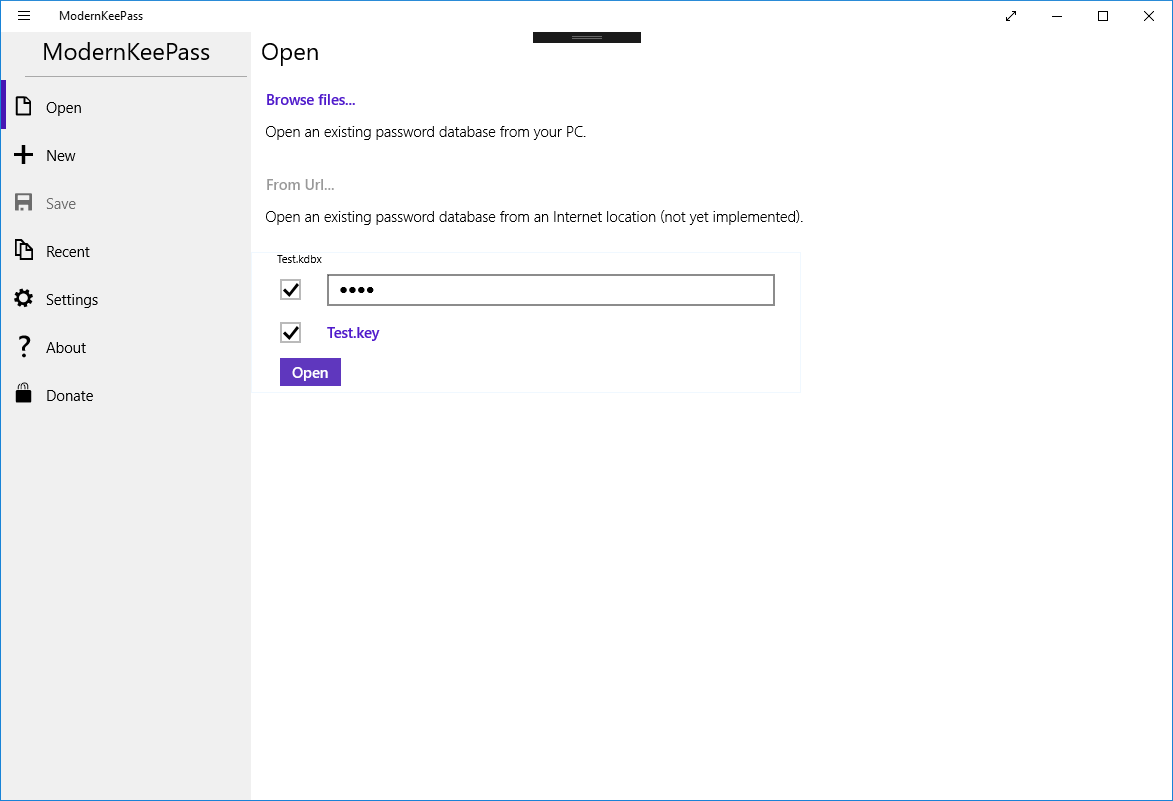 ModernKeePass
ModernKeePass
Open
New
Save
Recent
Settings
About
Donate
Open
Browse files...
Open an existing password database from your PC.
From Url...
Open an existing password database from an Internet location (not yet implemented).
Test.kdbx
●●●●
Test.key
Open